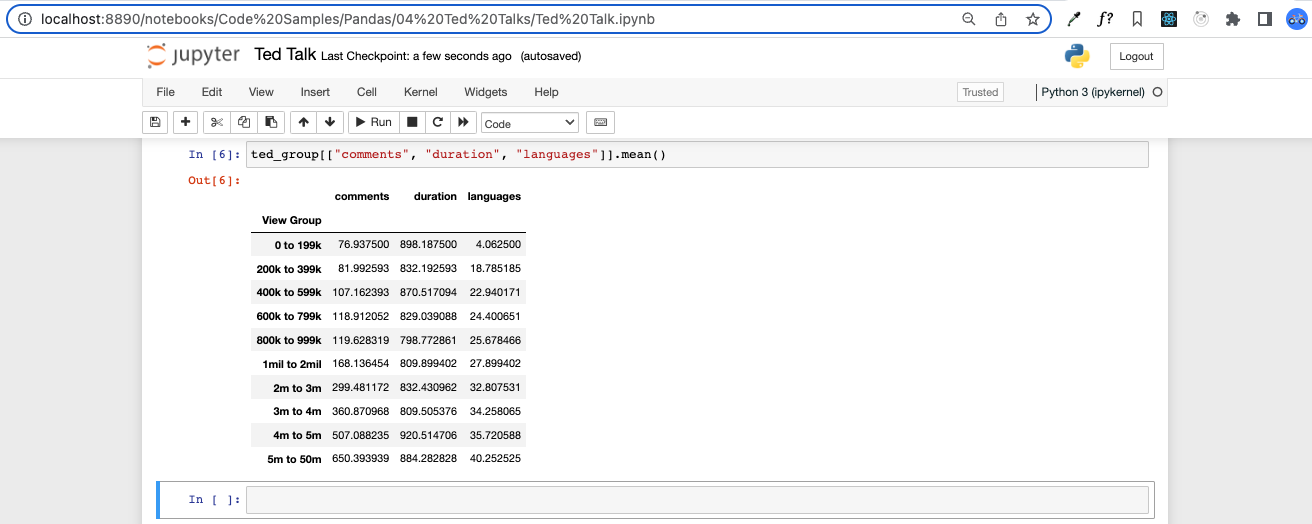 localhost:8890/notebooks/Code%20Samples/Pandas/04%20Ted%20Talks/Ted%20Talk.ipynb
f?
jupyter Ted Talk Last Checkpoint: a few seconds ago (autosaved) Logout
File Edit View Insert Cell Kernel Widgets Help Trusted Python 3 (ipykernel)
Run Code
In [6]: ted_group[["comments", "duration", "languages"]].mean()
Out[6]:
comments duration languages
View Group
0 to 199k 76.937500 898.187500 4.062500
200k to 399k 81.992593 832.192593 18.785185
400k to 599k 107.162393 870.517094 22.940171
600k to 799k 118.912052 829.039088 24.400651
800k to 999k 119.628319 798.772861 25.678466
1mil to 2mil 168.136454 809.899402 27.899402
2m to 3m 299.481172 832.430962 32.807531
3m to 4m 360.870968 809.505376 34.258065
4m to 5m 507.088235 920.514706 35.720588
5m to 50m 650.393939 884.282828 40.252525
In [ ]: